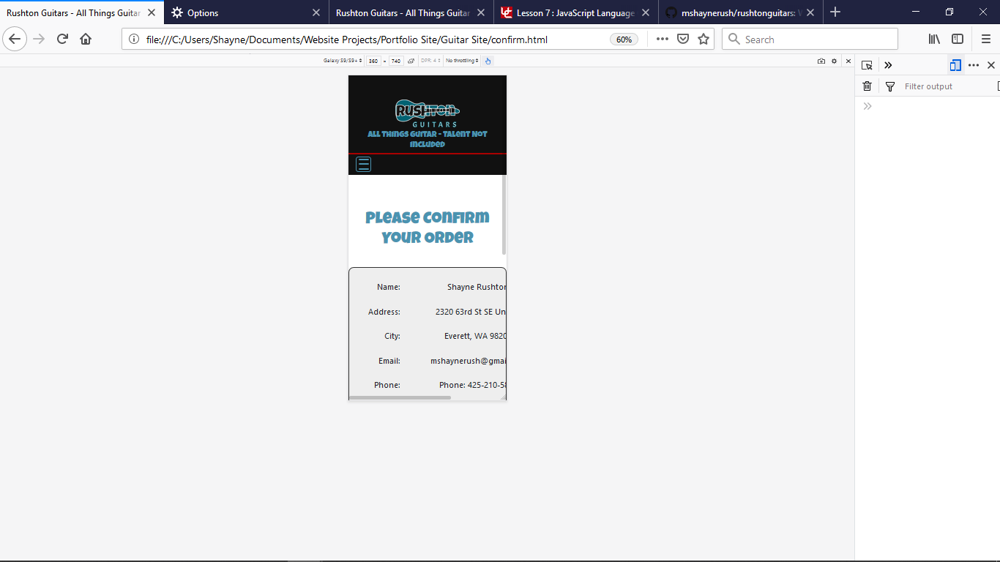 Rushton Guitars - All Things Guitar
Options
Rushton Guitars - All Things Guitar
Lesson 7 : JavaScript Language
mshaynerush/rushtonguitars:
file:///C:/Users/Shayne/Documents/Website Projects/Portfolio Site/Guitar Site/confirm.html
60%
Search
Galaxy S9/S9+
360 × 740
DPR: 4
No throttling
Filter output
RUSHTON
GUITARS
All Things Guitar - Talent Not
Included
Please Confirm
Your Order
Name: Shayne Rushton
Address: 2320 63rd St SE Un
City: Everett, WA 9820
Email: mshaynerush@gmai
Phone: Phone: 425-210-58